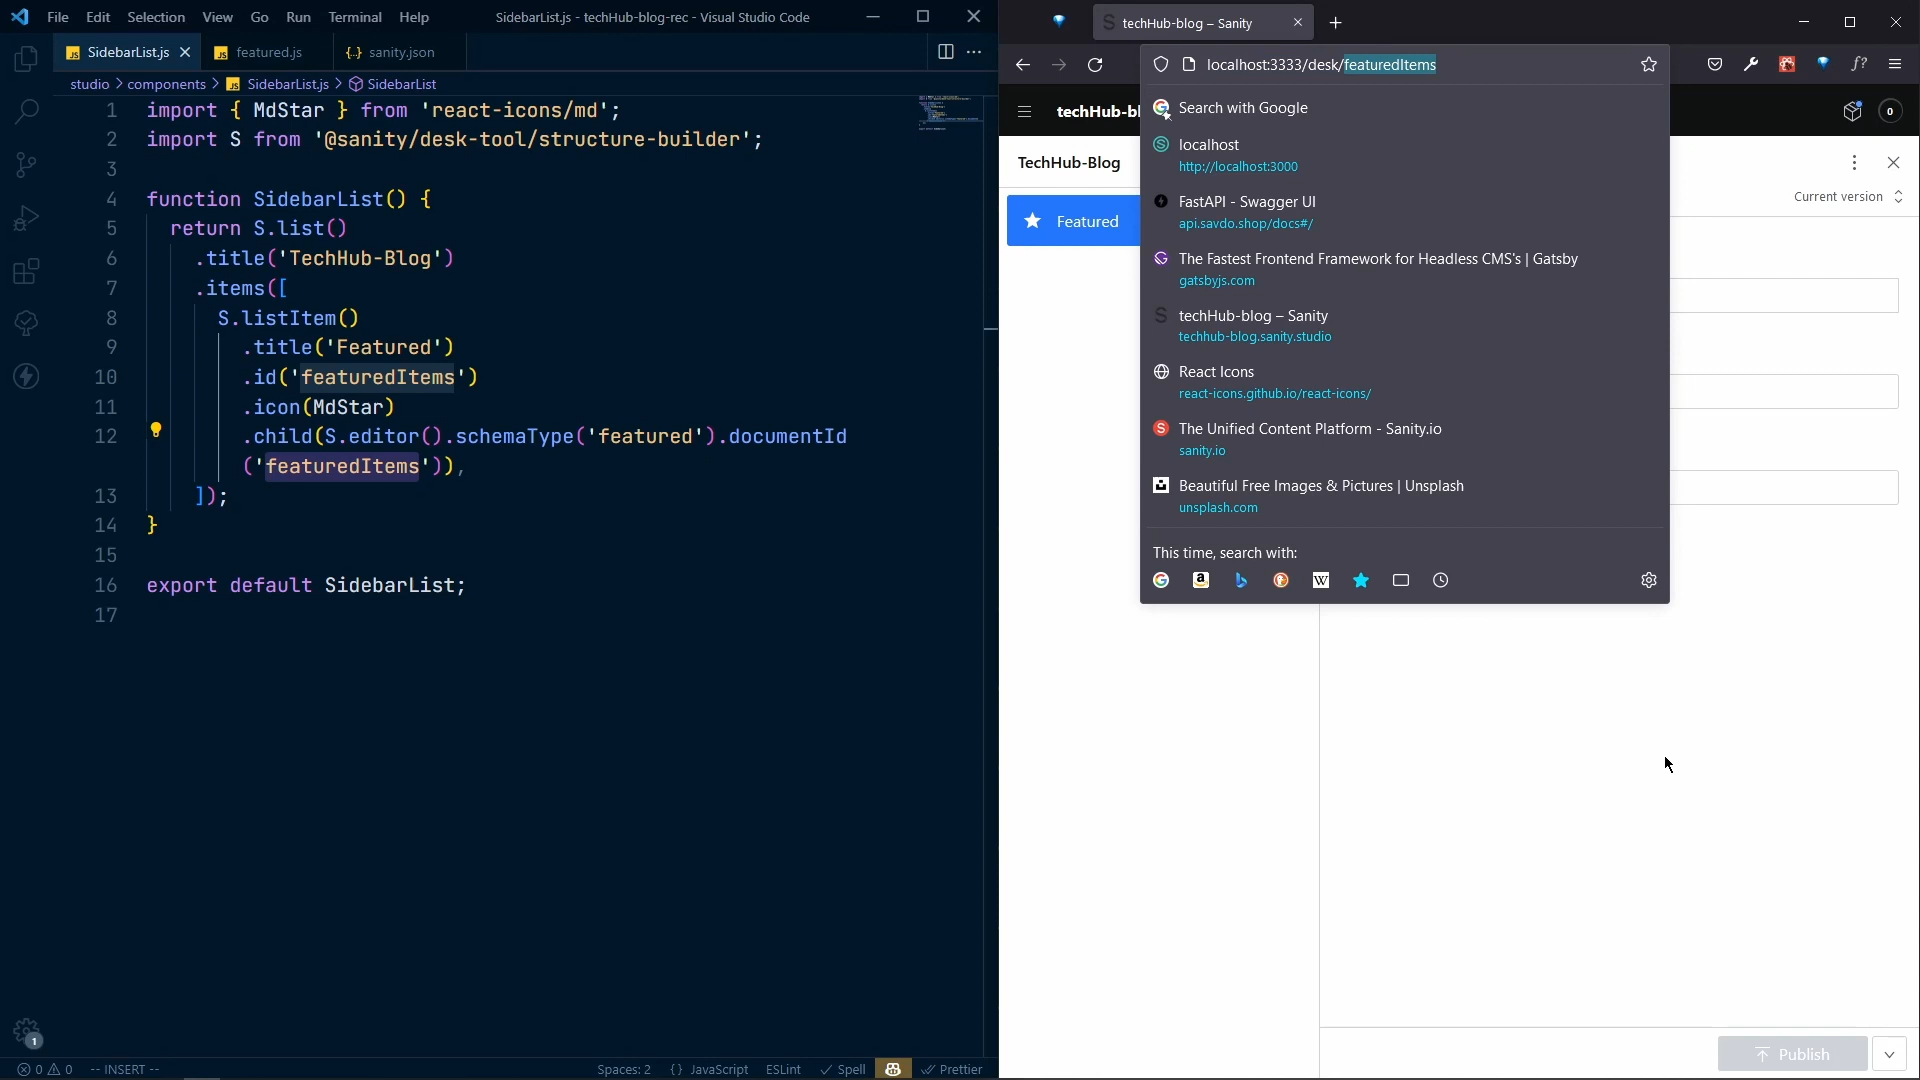 File Edit Selection View Go Run Terminal Help
SidebarList.js - techHub-blog-rec - Visual Studio Code
SidebarList.js
featured.js
sanity.json
studio > components > SidebarList.js > SidebarList
1 import { MdStar } from 'react-icons/md';
2 import S from '@sanity/desk-tool/structure-builder';
3
4 function SidebarList() {
5 return S.list()
6 .title('TechHub-Blog')
7 .items([
8 S.listItem()
9 .title('Featured')
10 .id('featuredItems')
11 .icon(MdStar)
12 .child(S.editor().schemaType('featured').documentId
('featuredItems')),
13 ]);
14 }
15
16 export default SidebarList;
17
1
0 0 -- INSERT --
Spaces: 2 {} JavaScript ESLint Spell Prettier
techHub-blog – Sanity
localhost:3333/desk/featuredItems
techHub-bl
0
TechHub-Blog
Current version
Featured
Search with Google
localhost
http://localhost:3000
FastAPI - Swagger UI
api.savdo.shop/docs#/
The Fastest Frontend Framework for Headless CMS's | Gatsby
gatsbyjs.com
techHub-blog – Sanity
techhub-blog.sanity.studio
React Icons
react-icons.github.io/react-icons/
The Unified Content Platform - Sanity.io
sanity.io
Beautiful Free Images & Pictures | Unsplash
unsplash.com
This time, search with:
Publish